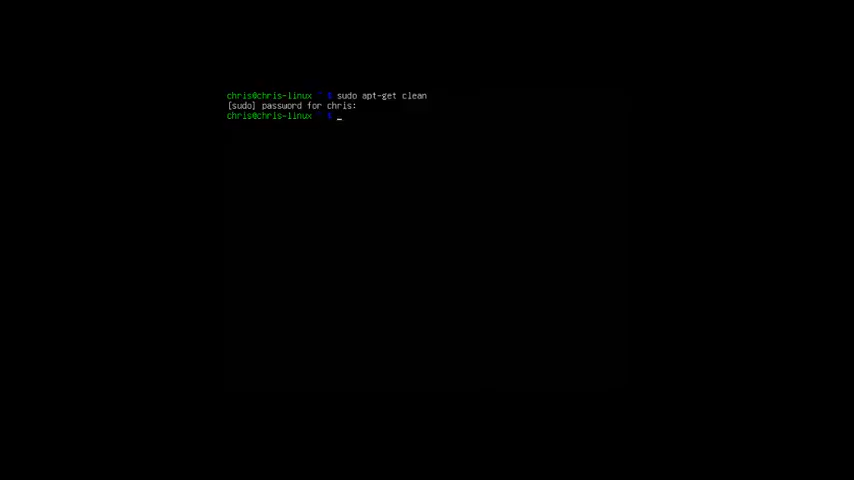 chris@chris-linux ~ $ sudo apt-get clean
[sudo] password for chris:
chris@chris-linux ~ $ _